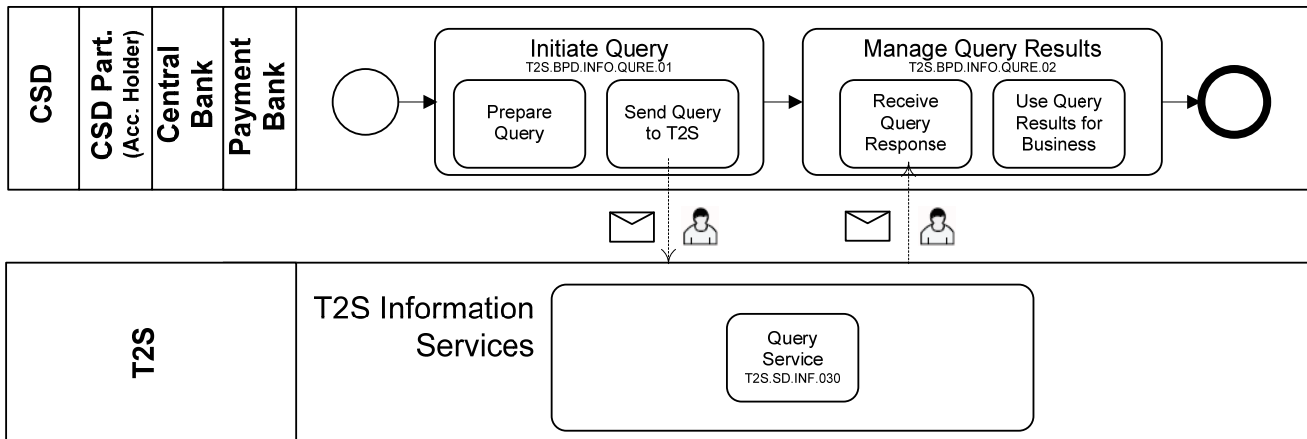 CSD
CSD Part.
(Acc. Holder)
Central
Bank
Payment
Bank
Initiate Query
T2S.BPD.INFO.QURE.01
Prepare
Query
Send Query
to T2S
Manage Query Results
T2S.BPD.INFO.QURE.02
Receive
Query
Response
Use Query
Results for
Business
T2S
T2S Information
Services
Query
Service
T2S.SD.INF.030